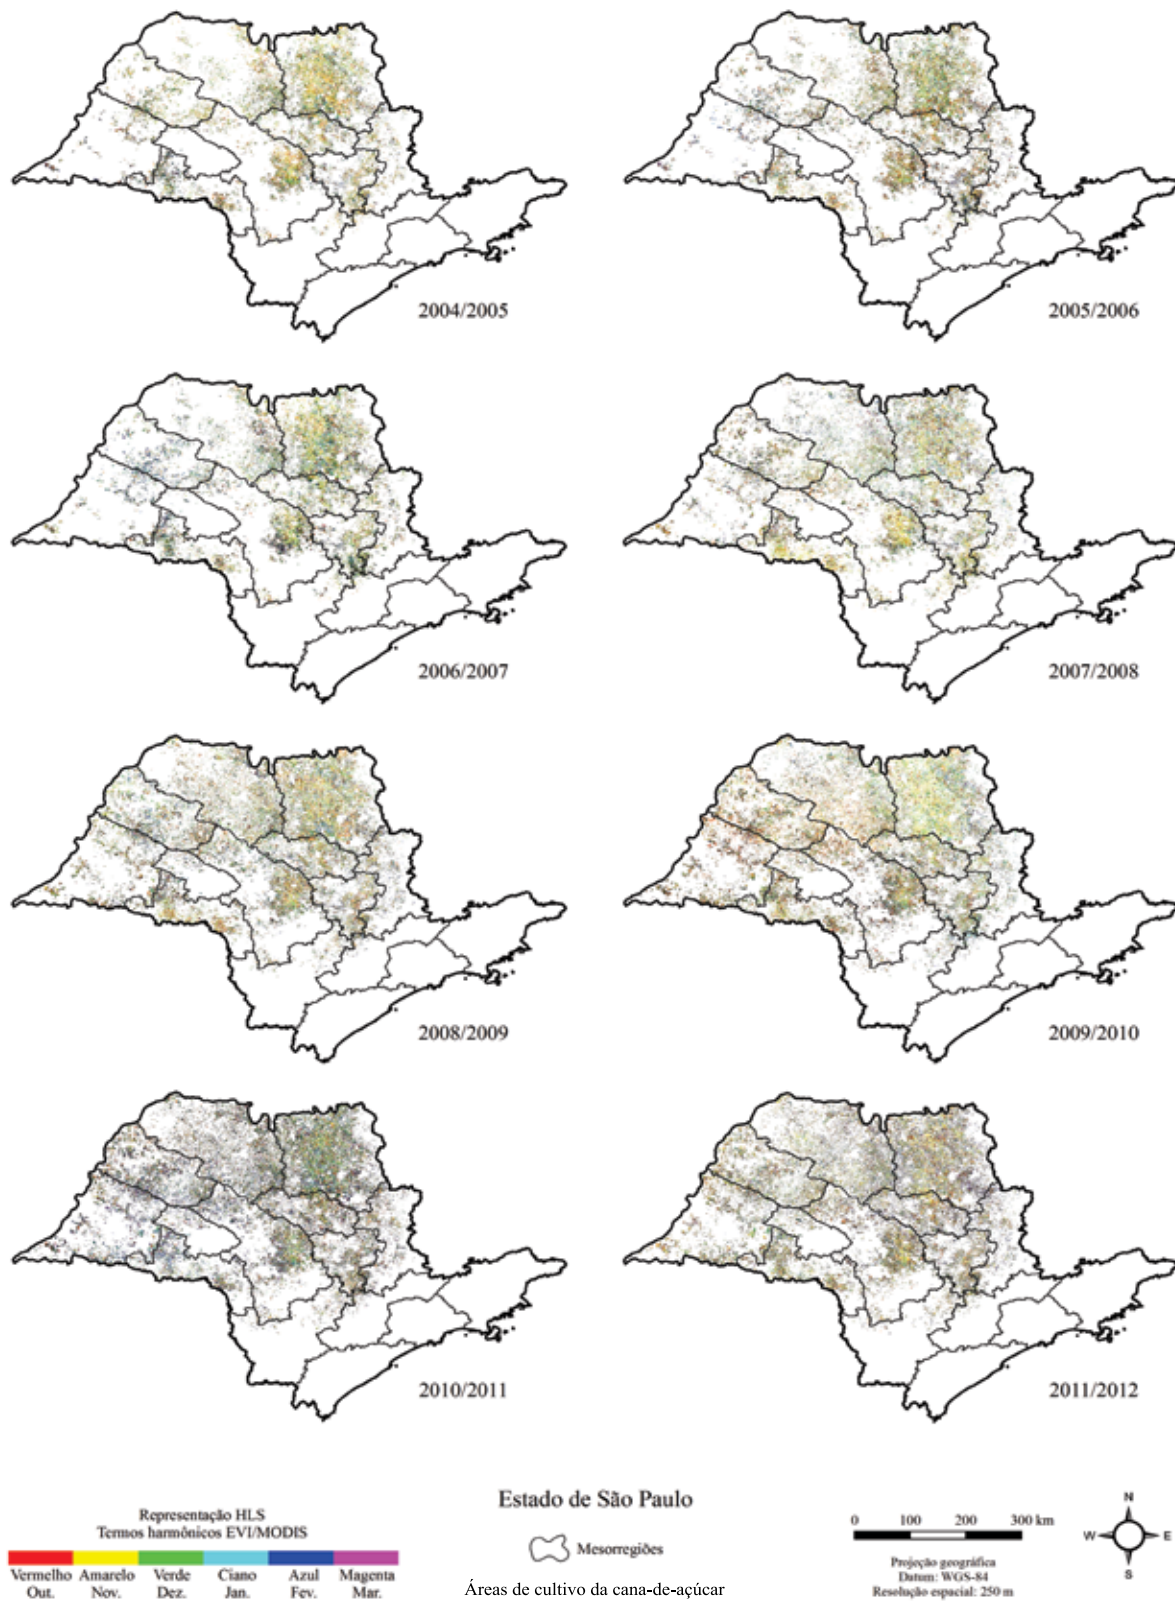 2004/2005
2005/2006
2006/2007
2007/2008
2008/2009
2009/2010
2010/2011
2011/2012
Representação HLS
Termos harmônicos EVI/MODIS
Vermelho Amarelo Verde Ciano Azul Magenta
Out. Nov. Dez. Jan. Fev. Mar.
Estado de São Paulo
Mesorregiões
Áreas de cultivo da cana-de-açúcar
0 100 200 300 km
Projeção geográfica
Datum: WGS-84
Resolução espacial: 250 m
N
W E
S